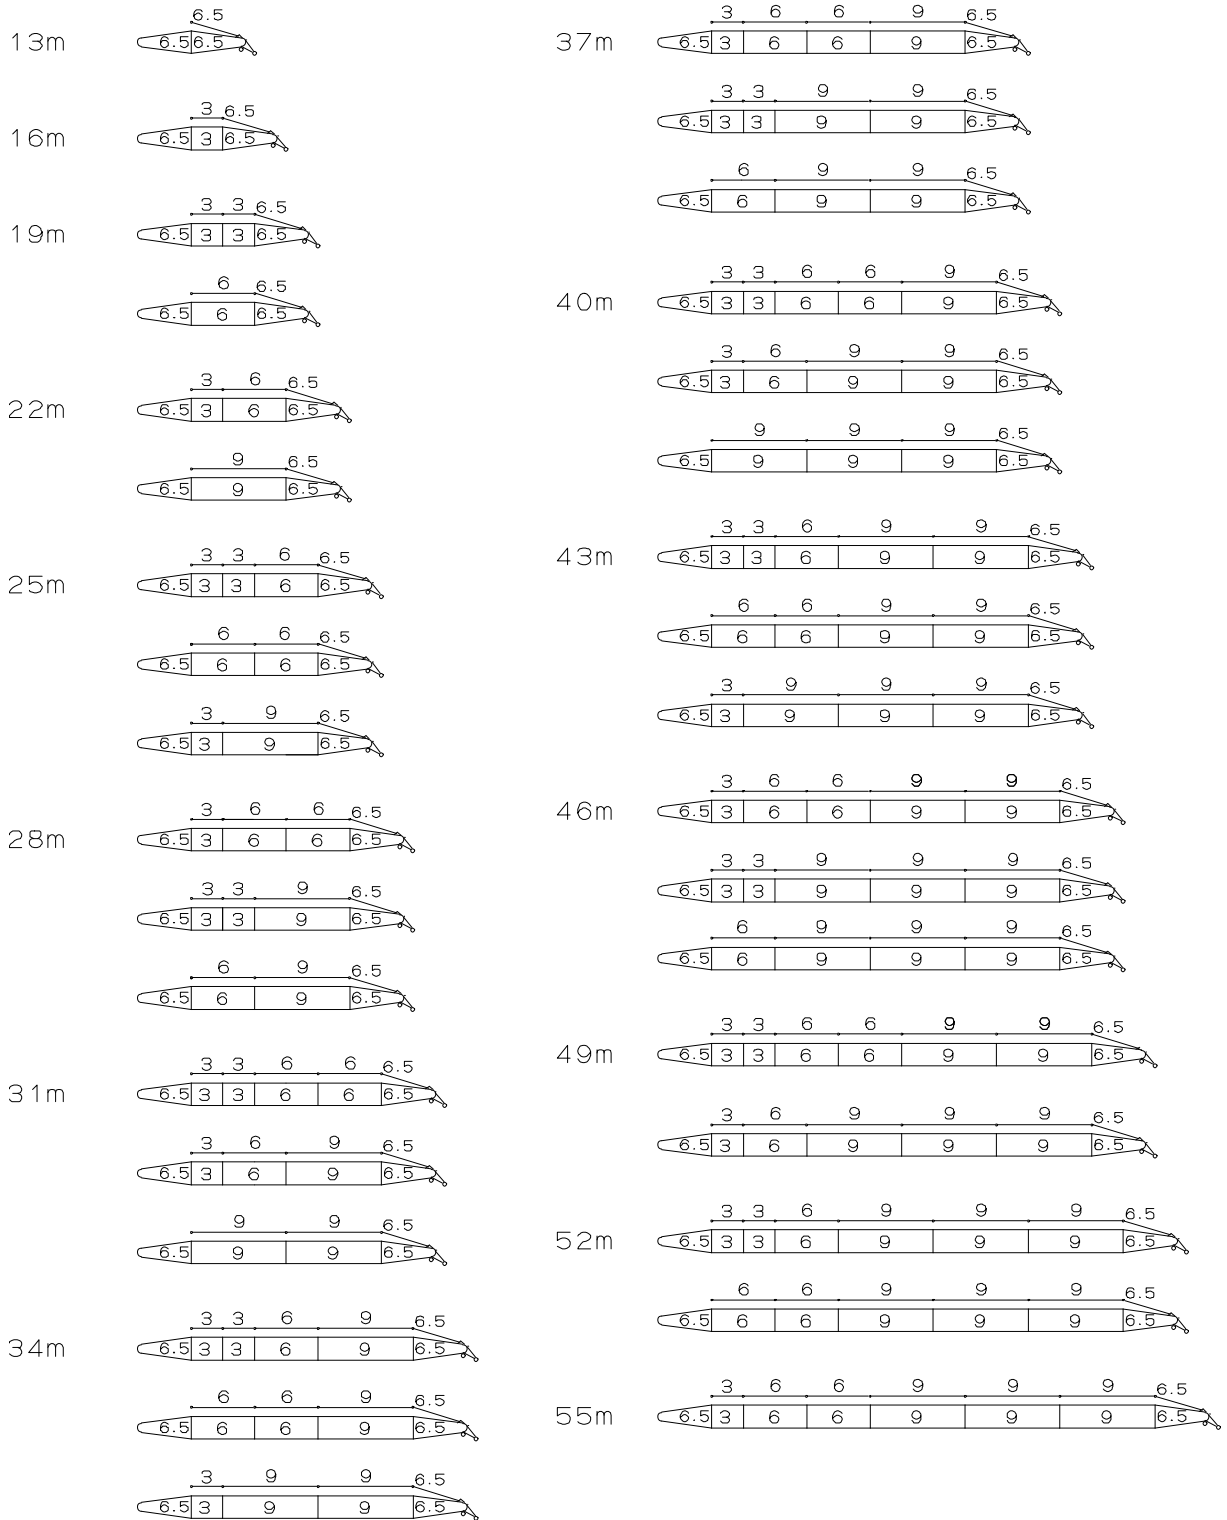 6.5
13m 6.5 6.5
3 6.5
16m 6.5 3 6.5
3 3 6.5
19m 6.5 3 3 6.5
6 6.5
6.5 6 6.5
3 6 6.5
22m 6.5 3 6 6.5
9 6.5
6.5 9 6.5
3 3 6 6.5
25m 6.5 3 3 6 6.5
6 6 6.5
6.5 6 6 6.5
3 9 6.5
6.5 3 9 6.5
3 6 6 6.5
28m 6.5 3 6 6 6.5
3 3 9 6.5
6.5 3 3 9 6.5
6 9 6.5
6.5 6 9 6.5
3 3 6 6 6.5
31m 6.5 3 3 6 6 6.5
3 6 9 6.5
6.5 3 6 9 6.5
9 9 6.5
6.5 9 9 6.5
3 3 6 9 6.5
34m 6.5 3 3 6 9 6.5
6 6 9 6.5
6.5 6 6 9 6.5
3 9 9 6.5
6.5 3 9 9 6.5
3 6 6 9 6.5
37m 6.5 3 6 6 9 6.5
3 3 9 9 6.5
6.5 3 3 9 9 6.5
6 9 9 6.5
6.5 6 9 9 6.5
3 3 6 6 9 6.5
40m 6.5 3 3 6 6 9 6.5
3 6 9 9 6.5
6.5 3 6 9 9 6.5
9 9 9 6.5
6.5 9 9 9 6.5
3 3 6 9 9 6.5
43m 6.5 3 3 6 9 9 6.5
6 6 9 9 6.5
6.5 6 6 9 9 6.5
3 9 9 9 6.5
6.5 3 9 9 9 6.5
3 6 6 9 9 6.5
46m 6.5 3 6 6 9 9 6.5
3 3 9 9 9 6.5
6.5 3 3 9 9 9 6.5
6 9 9 9 6.5
6.5 6 9 9 9 6.5
3 3 6 6 9 9 6.5
49m 6.5 3 3 6 6 9 9 6.5
3 6 9 9 9 6.5
6.5 3 6 9 9 9 6.5
3 3 6 9 9 9 6.5
52m 6.5 3 3 6 9 9 9 6.5
6 6 9 9 9 6.5
6.5 6 6 9 9 9 6.5
3 6 6 9 9 9 6.5
55m 6.5 3 6 6 9 9 9 6.5